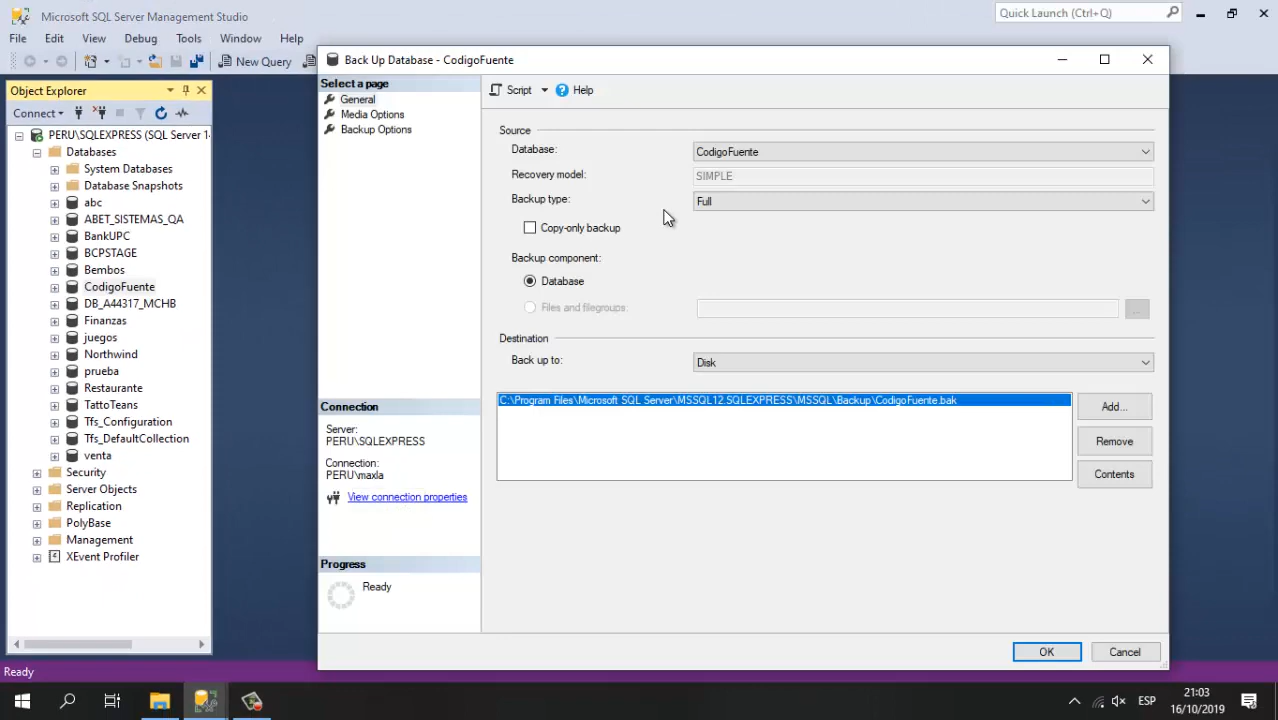 Microsoft SQL Server Management Studio
Quick Launch (Ctrl+Q)
File Edit View Debug Tools Window Help
New Query
Object Explorer
Connect
PERU\SQLEXPRESS (SQL Server 1
Databases
System Databases
Database Snapshots
abc
ABET_SISTEMAS_QA
BankUPC
BCPSTAGE
Bembos
CodigoFuente
DB_A44317_MCHB
Finanzas
juegos
Northwind
prueba
Restaurante
TattoTeans
Tfs_Configuration
Tfs_DefaultCollection
venta
Security
Server Objects
Replication
PolyBase
Management
XEvent Profiler
Back Up Database - CodigoFuente
Select a page
General
Media Options
Backup Options
Connection
Server:
PERU\SQLEXPRESS
Connection:
PERU\maxla
View connection properties
Progress
Ready
Script Help
Source
Database: CodigoFuente
Recovery model: SIMPLE
Backup type: Full
Copy-only backup
Backup component:
Database
Files and filegroups: ...
Destination
Back up to: Disk
C:\Program Files\Microsoft SQL Server\MSSQL12.SQLEXPRESS\MSSQL\Backup\CodigoFuente.bak
Add...
Remove
Contents
OK Cancel
Ready
ESP
21:03
16/10/2019